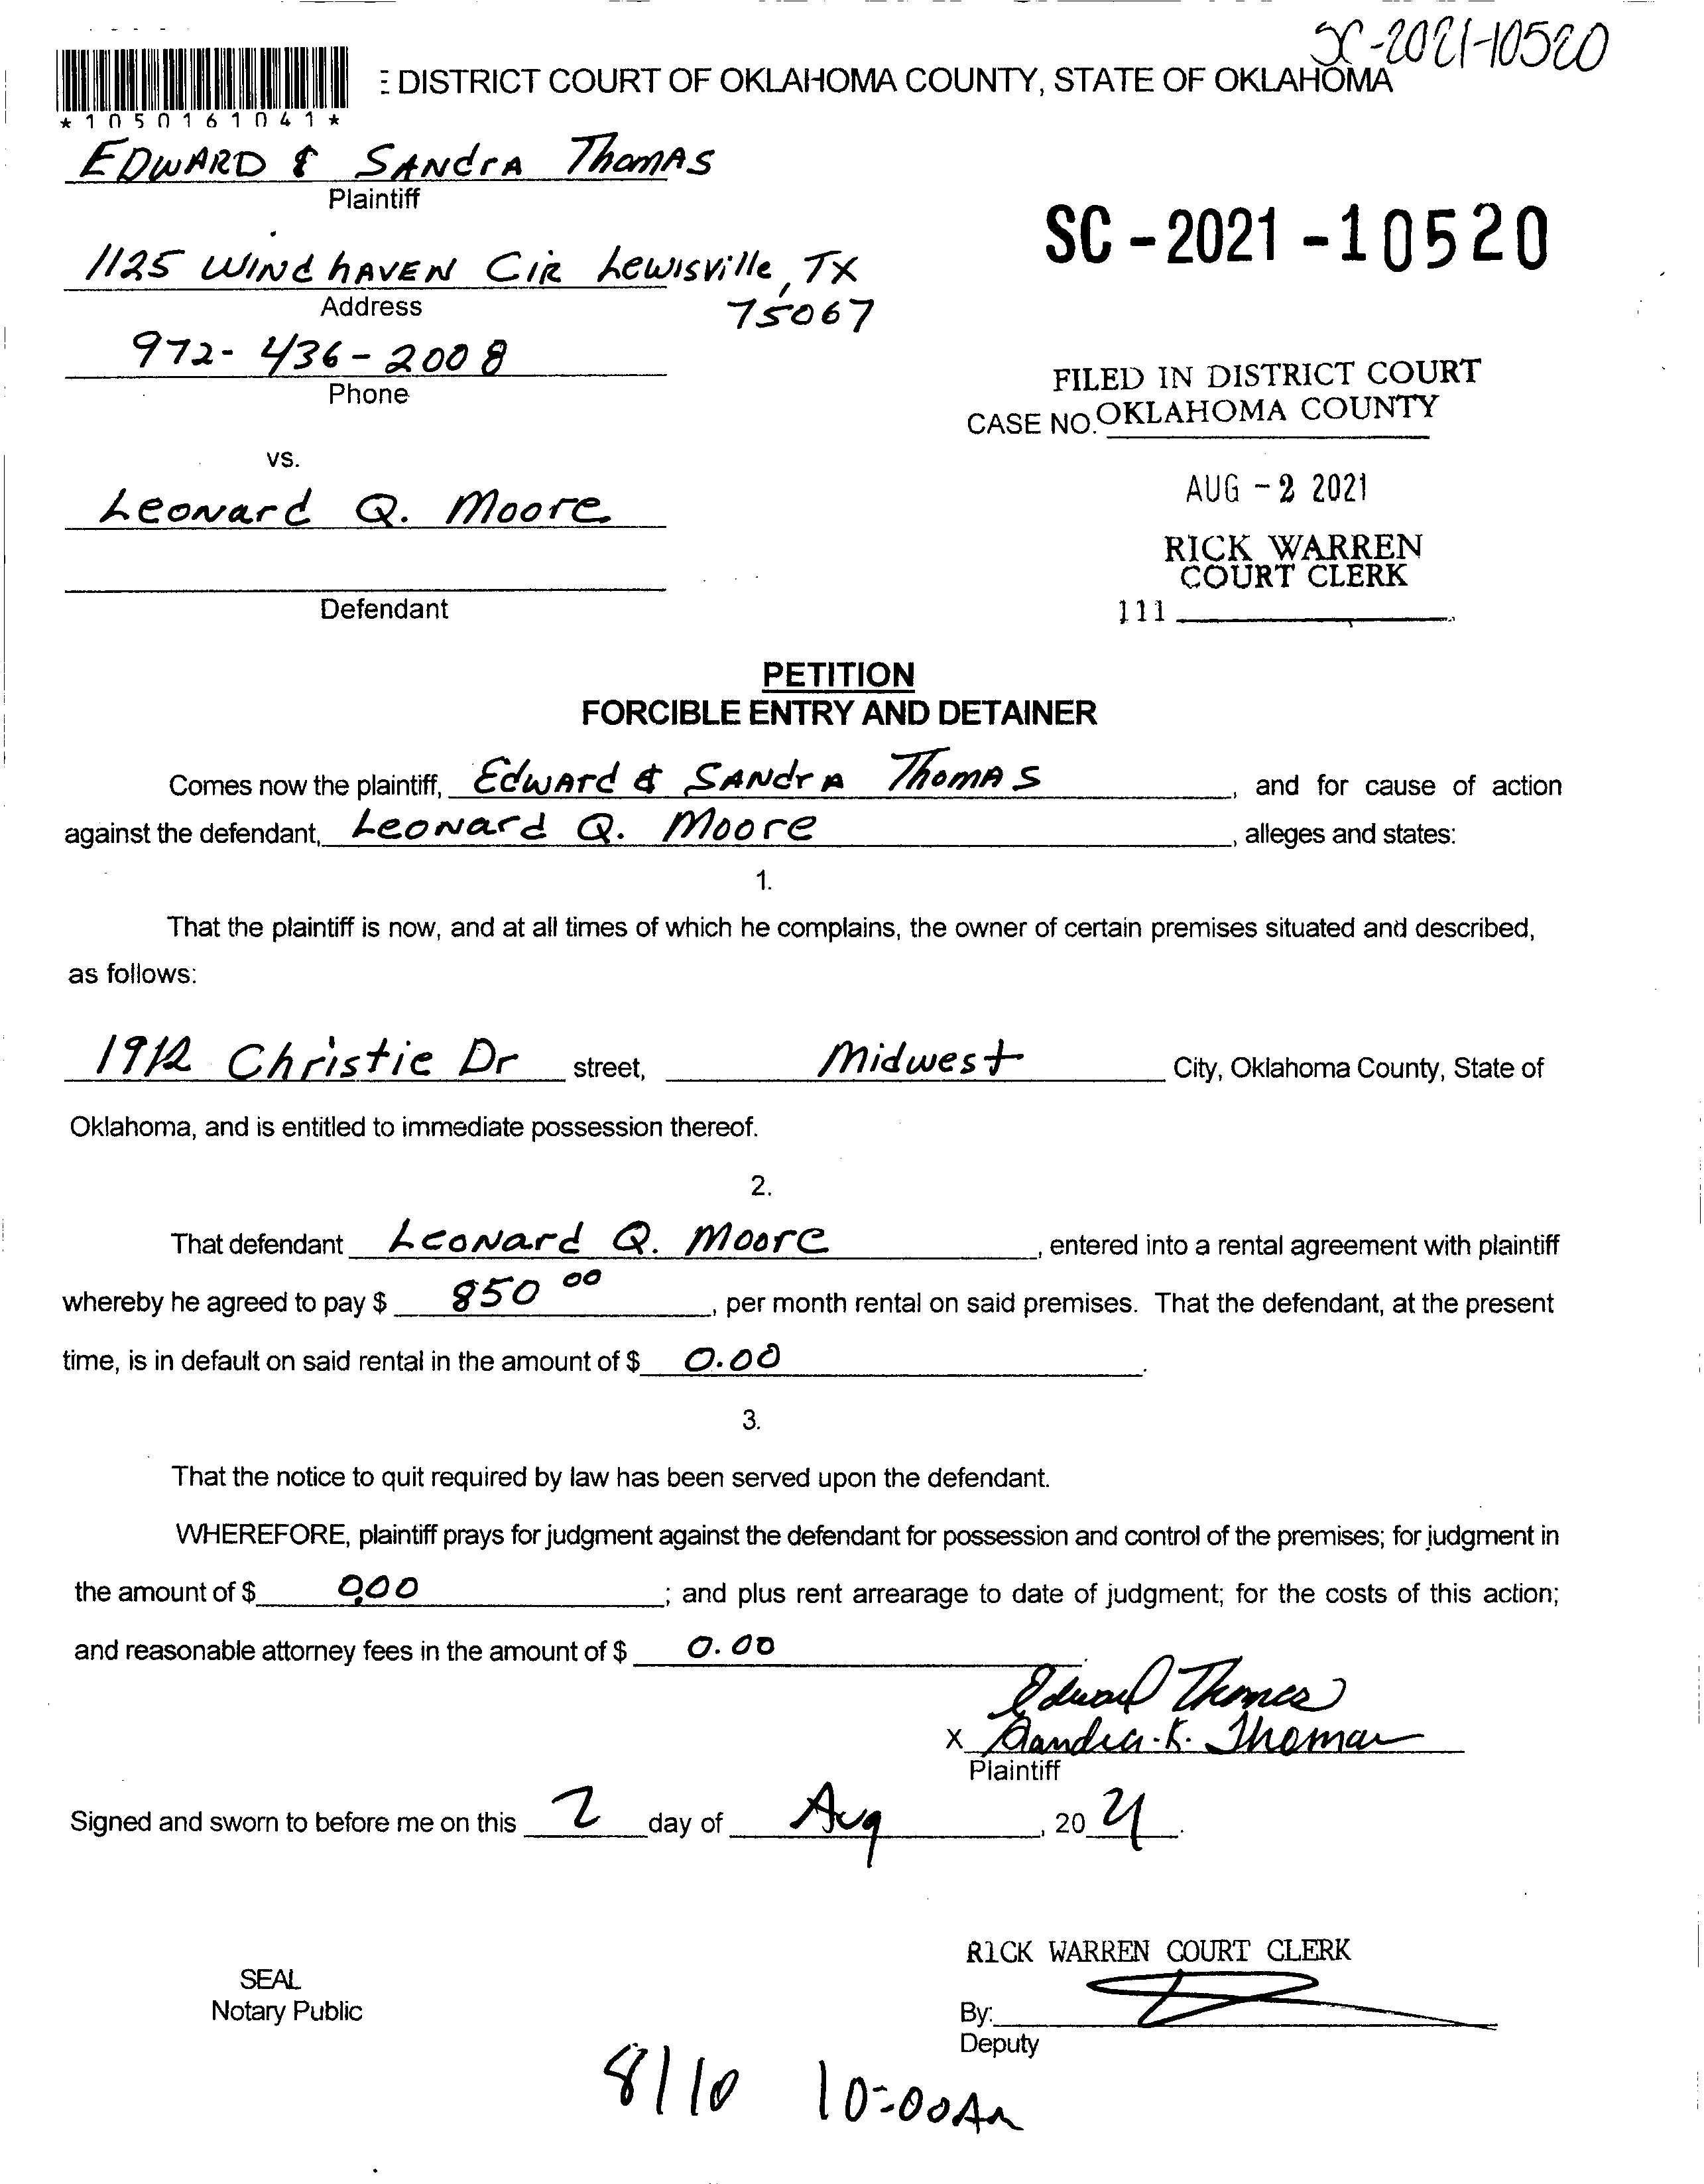 SC-2021-10520
DISTRICT COURT OF OKLAHOMA COUNTY, STATE OF OKLAHOMA
*1050161041*
EDWARD & SANdrA ThomAS
Plaintiff
SC-2021-10520
1125 WINdhAVEN CIR Lewisville, TX
Address
75067
972-436-2008
Phone
FILED IN DISTRICT COURT
CASE NO. OKLAHOMA COUNTY
vs.
AUG -2 2021
Leonard Q. Moore
RICK WARREN
COURT CLERK
Defendant
111
PETITION
FORCIBLE ENTRY AND DETAINER
Comes now the plaintiff, Edward & SANdrA ThomAS, and for cause of action
against the defendant, Leonard Q. Moore, alleges and states:
1.
That the plaintiff is now, and at all times of which he complains, the owner of certain premises situated and described,
as follows:
1912 Christie Dr street, Midwest City, Oklahoma County, State of
Oklahoma, and is entitled to immediate possession thereof.
2.
That defendant Leonard Q. Moore, entered into a rental agreement with plaintiff
whereby he agreed to pay $ 850 00, per month rental on said premises. That the defendant, at the present
time, is in default on said rental in the amount of $ 0.00.
3.
That the notice to quit required by law has been served upon the defendant.
WHEREFORE, plaintiff prays for judgment against the defendant for possession and control of the premises; for judgment in
the amount of $ 0.00; and plus rent arrearage to date of judgment; for the costs of this action;
and reasonable attorney fees in the amount of $ 0.00.
Edward Thomas
X Sandra K. Thomas
Plaintiff
Signed and sworn to before me on this 2 day of Aug, 20 21.
RICK WARREN COURT CLERK
SEAL
Notary Public
By:
Deputy
8/10 10:00AM